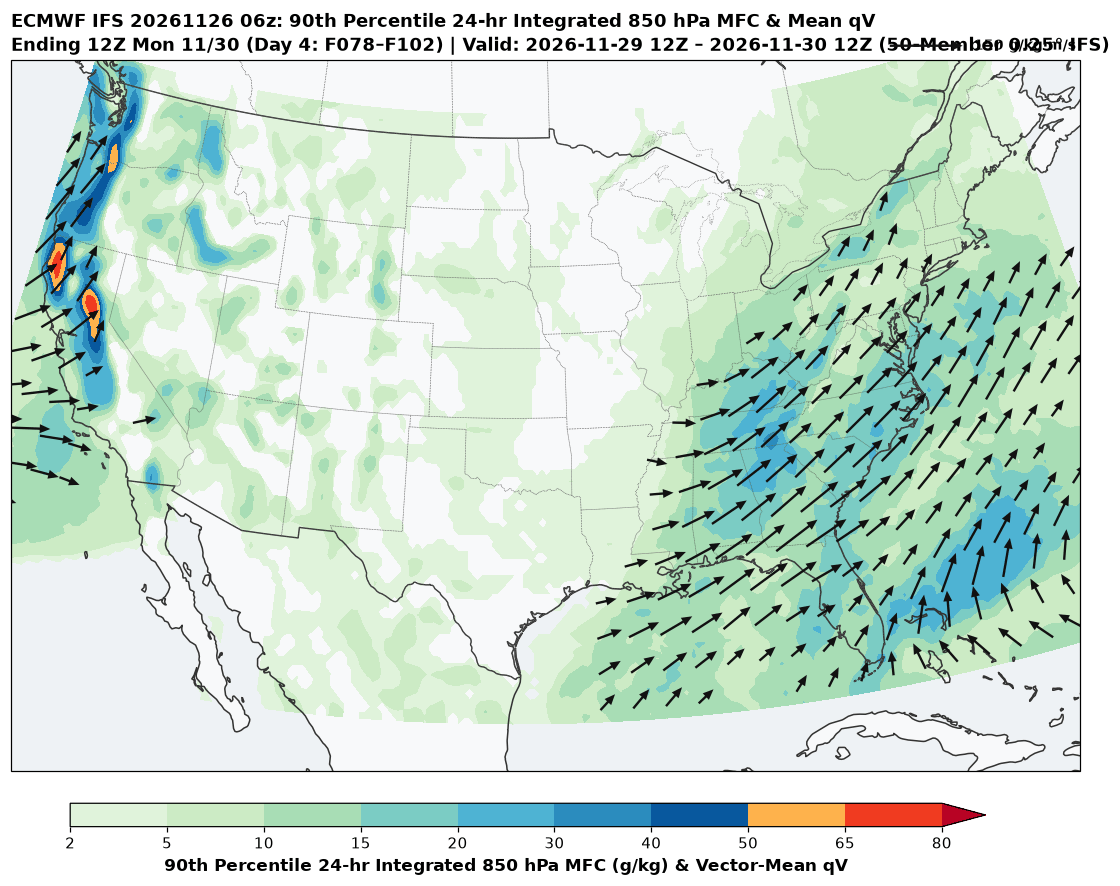 ECMWF IFS 20261126 06z: 90th Percentile 24-hr Integrated 850 hPa MFC & Mean qV
Ending 12Z Mon 11/30 (Day 4: F078–F102) | Valid: 2026-11-29 12Z – 2026-11-30 12Z (50-Member 0.25° IFS)
2 5 10 15 20 30 40 50 65 80
90th Percentile 24-hr Integrated 850 hPa MFC (g/kg) & Vector-Mean qV